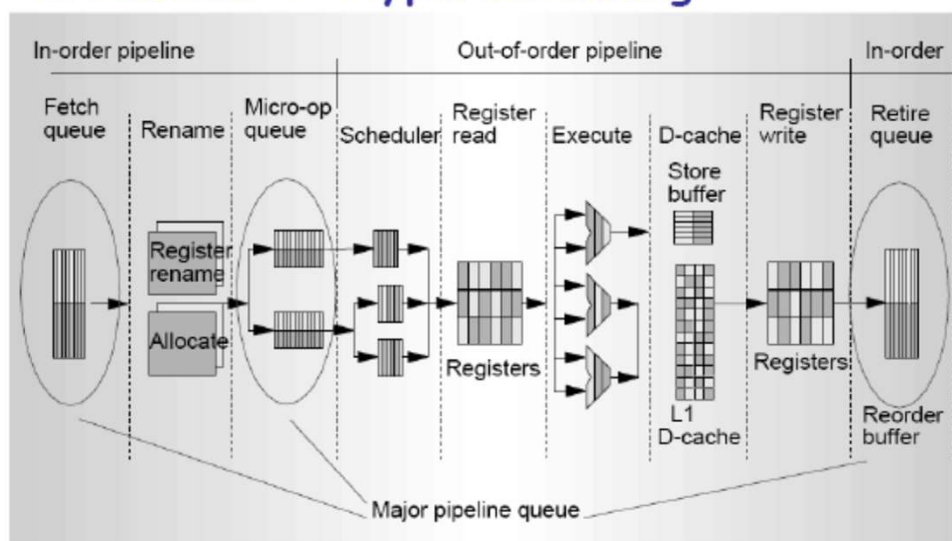 In-order pipeline
Out-of-order pipeline
In-order
Fetch
queue
Rename
Micro-op
queue
Scheduler
Register
read
Execute
D-cache
Register
write
Retire
queue
Store
buffer
Register
rename
Allocate
Registers
Registers
L1
D-cache
Reorder
buffer
Major pipeline queue